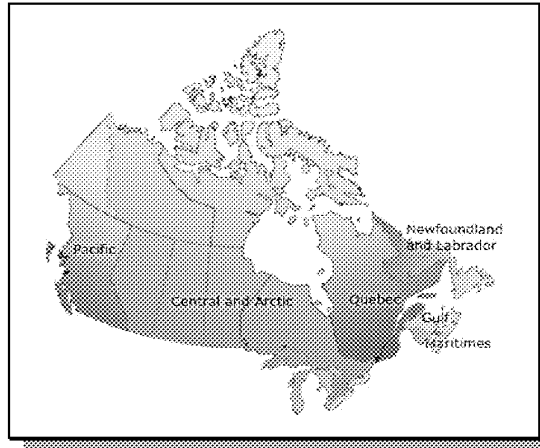 Newfoundland
and Labrador
Pacific
Central and Arctic
Quebec
Gulf
Maritimes